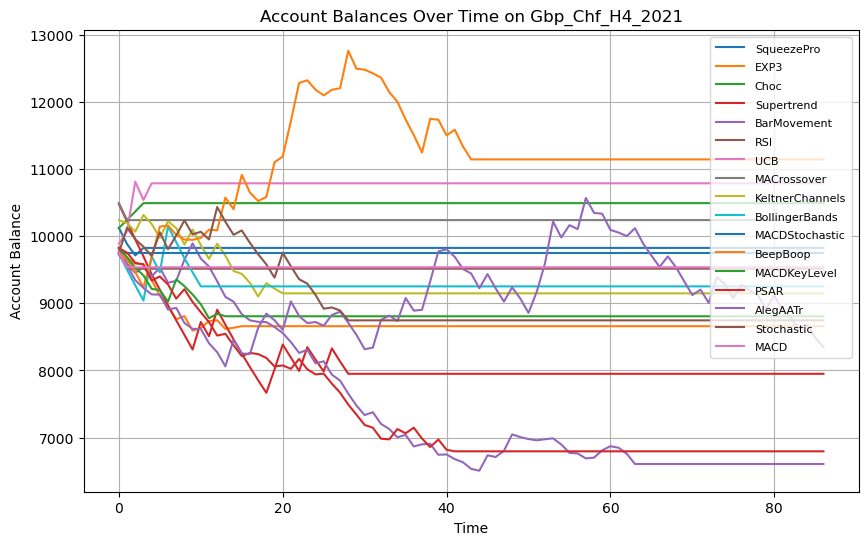 Account Balances Over Time on Gbp_Chf_H4_2021
13000
12000
11000
10000
9000
8000
7000
Account Balance
0
20
40
60
80
Time
SqueezePro
EXP3
Choc
Supertrend
BarMovement
RSI
UCB
MACrossover
KeltnerChannels
BollingerBands
MACDStochastic
BeepBoop
MACDKeyLevel
PSAR
AlegAATr
Stochastic
MACD